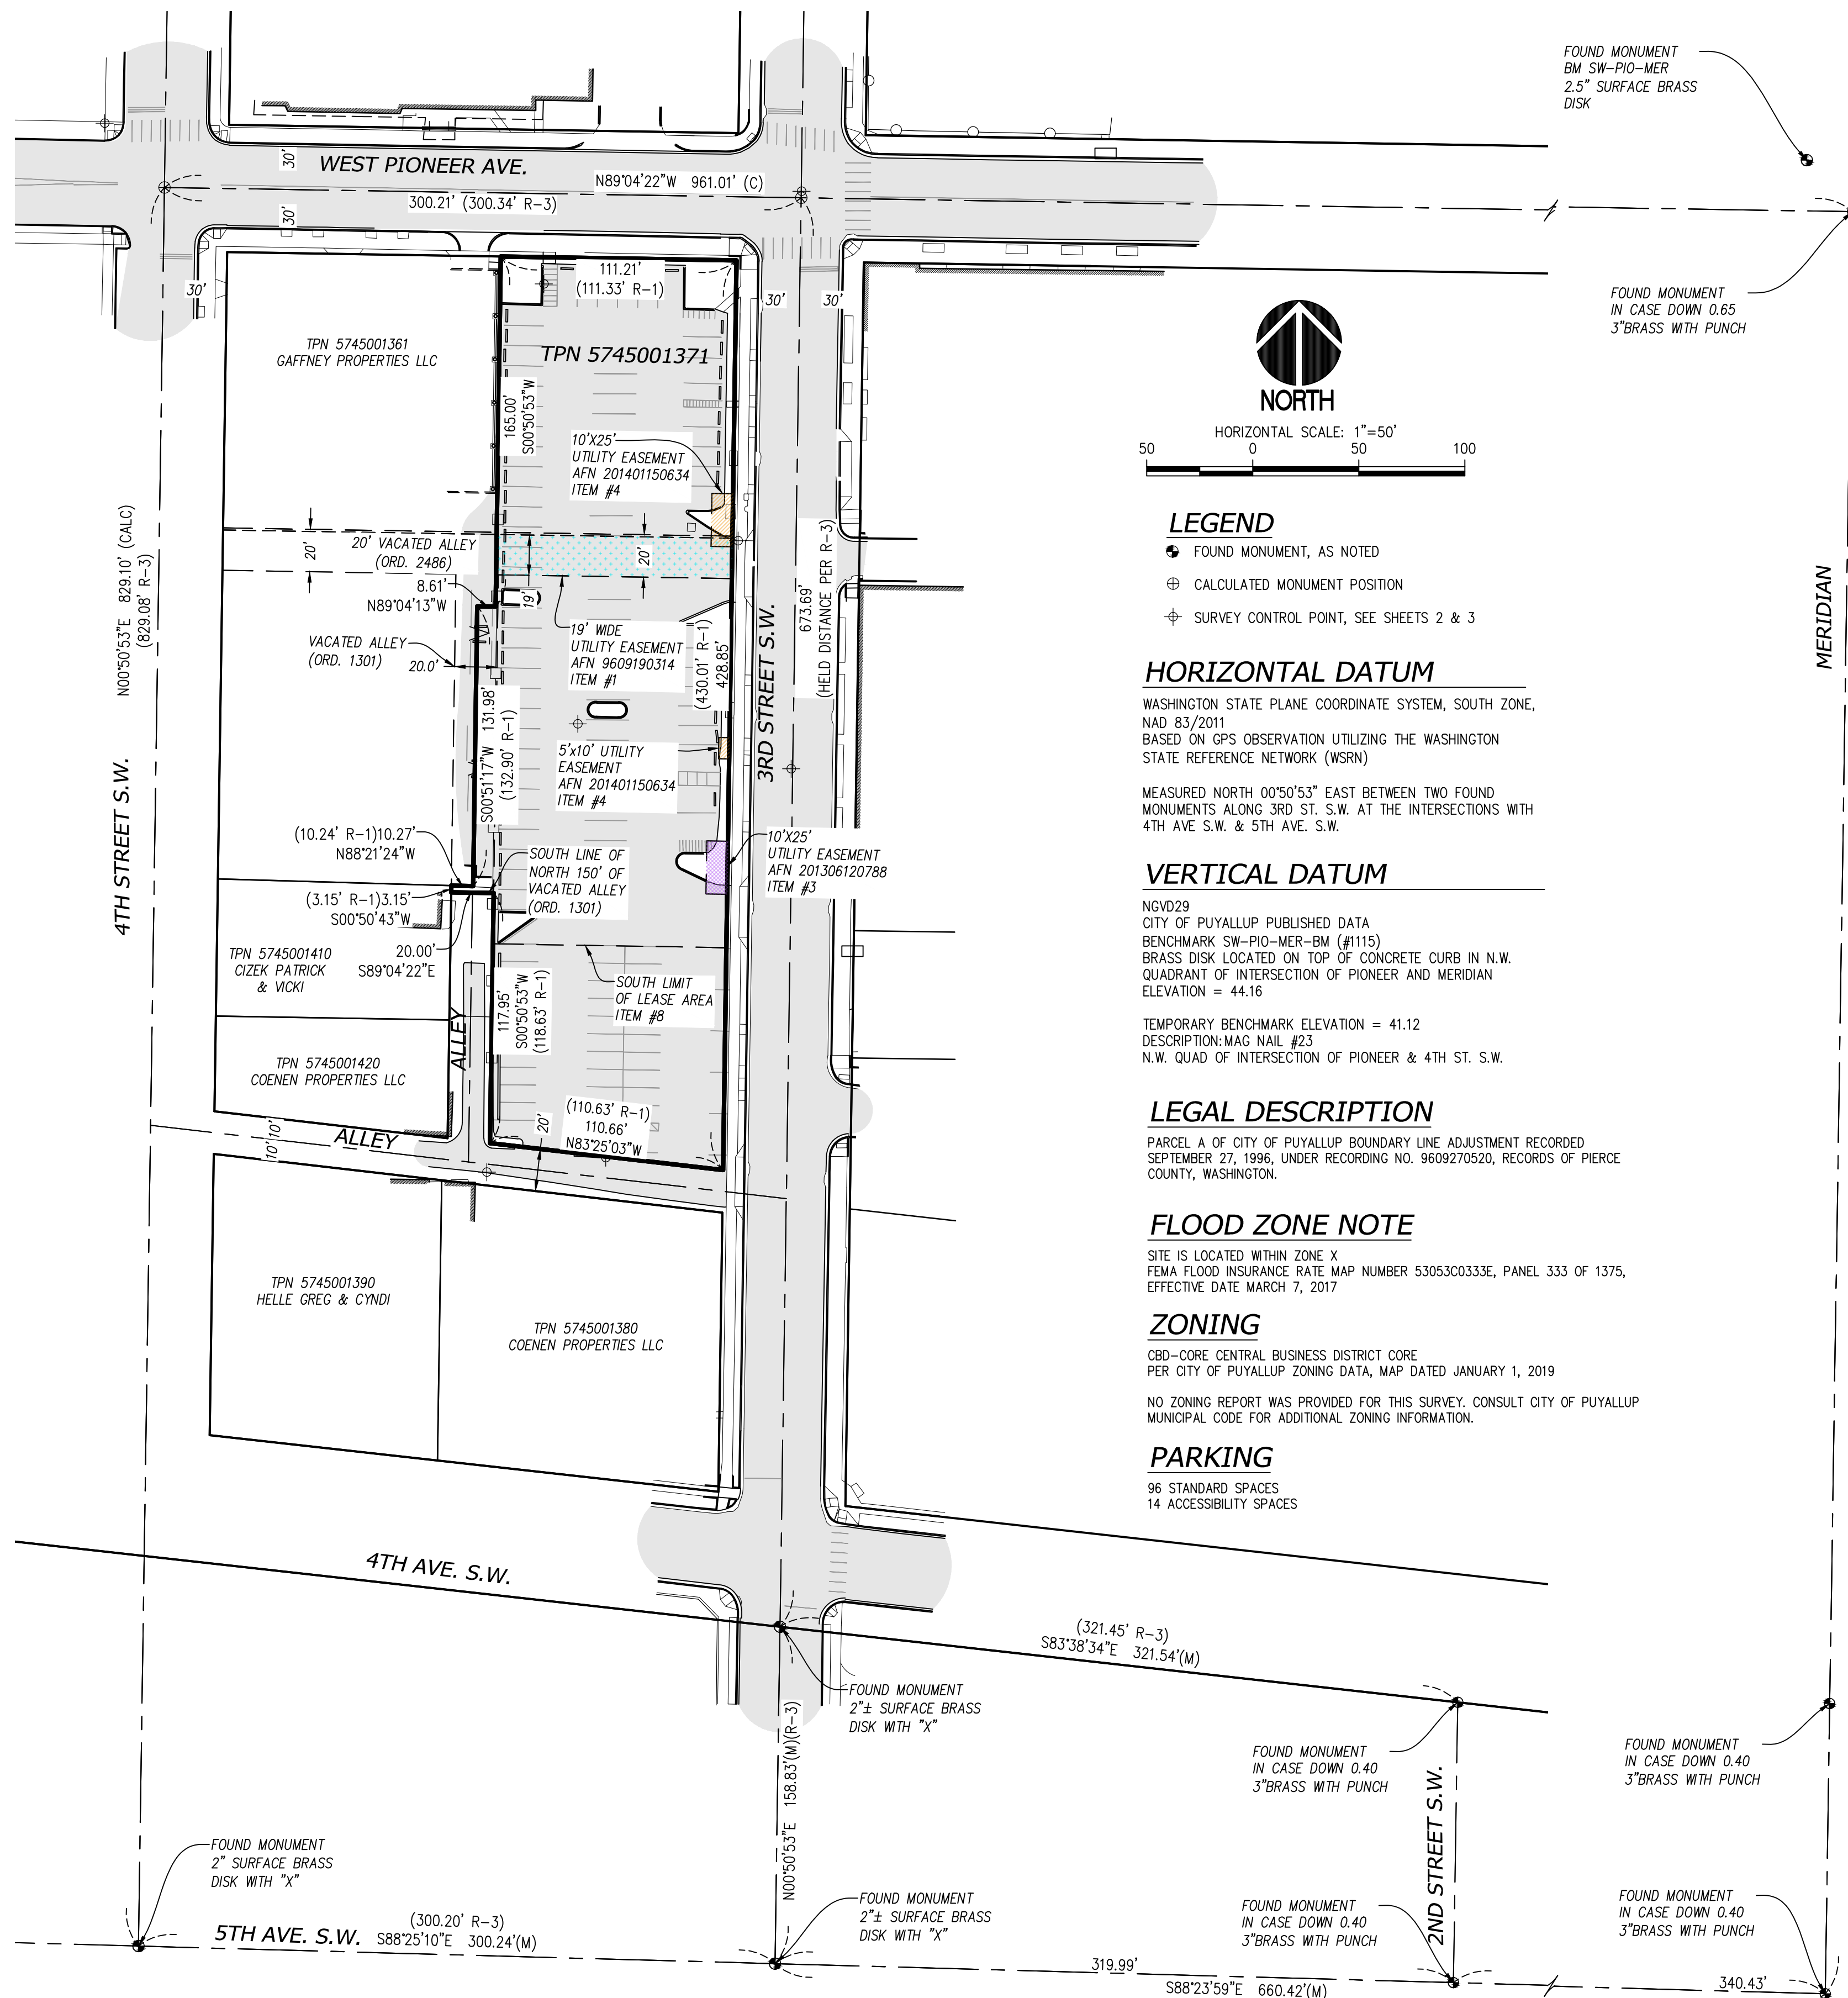 FOUND MONUMENT
BM SW-PIO-MER
2.5" SURFACE BRASS
DISK
WEST PIONEER AVE.
30'
30'
N89°04'22"W 961.01' (C)
300.21' (300.34' R-3)
30'
111.21'
(111.33' R-1)
30'
30'
FOUND MONUMENT
IN CASE DOWN 0.65
3"BRASS WITH PUNCH
TPN 5745001361
GAFFNEY PROPERTIES LLC
TPN 5745001371
165.00'
S00°50'53"W
10'X25'
UTILITY EASEMENT
AFN 201401150634
ITEM #4
NORTH
HORIZONTAL SCALE: 1"=50'
50 0 50 100
N00°50'53"E 829.10' (CALC)
(829.08' R-3)
20'
20' VACATED ALLEY
(ORD. 2486)
20'
19'
8.61'
N89°04'13"W
VACATED ALLEY
(ORD. 1301)
20.0'
19' WIDE
UTILITY EASEMENT
AFN 9609190314
ITEM #1
(430.01' R-1)
428.85'
3RD STREET S.W.
673.69'
(HELD DISTANCE PER R-3)
S00°51'17"W 131.98'
(132.90' R-1)
5'x10' UTILITY
EASEMENT
AFN 201401150634
ITEM #4
4TH STREET S.W.
(10.24' R-1)10.27'
N88°21'24"W
SOUTH LINE OF
NORTH 150' OF
VACATED ALLEY
(ORD. 1301)
10'X25'
UTILITY EASEMENT
AFN 201306120788
ITEM #3
(3.15' R-1)3.15'
S00°50'43"W
20.00'
S89°04'22"E
TPN 5745001410
CIZEK PATRICK
& VICKI
117.95'
S00°50'53"W
(118.63' R-1)
SOUTH LIMIT
OF LEASE AREA
ITEM #8
ALLEY
TPN 5745001420
COENEN PROPERTIES LLC
(110.63' R-1)
110.66'
N83°25'03"W
20'
10'
10'
ALLEY
TPN 5745001390
HELLE GREG & CYNDI
TPN 5745001380
COENEN PROPERTIES LLC
LEGEND
FOUND MONUMENT, AS NOTED
CALCULATED MONUMENT POSITION
SURVEY CONTROL POINT, SEE SHEETS 2 & 3
MERIDIAN
HORIZONTAL DATUM
WASHINGTON STATE PLANE COORDINATE SYSTEM, SOUTH ZONE,
NAD 83/2011
BASED ON GPS OBSERVATION UTILIZING THE WASHINGTON
STATE REFERENCE NETWORK (WSRN)
MEASURED NORTH 00°50'53" EAST BETWEEN TWO FOUND
MONUMENTS ALONG 3RD ST. S.W. AT THE INTERSECTIONS WITH
4TH AVE S.W. & 5TH AVE. S.W.
VERTICAL DATUM
NGVD29
CITY OF PUYALLUP PUBLISHED DATA
BENCHMARK SW-PIO-MER-BM (#1115)
BRASS DISK LOCATED ON TOP OF CONCRETE CURB IN N.W.
QUADRANT OF INTERSECTION OF PIONEER AND MERIDIAN
ELEVATION = 44.16
TEMPORARY BENCHMARK ELEVATION = 41.12
DESCRIPTION:MAG NAIL #23
N.W. QUAD OF INTERSECTION OF PIONEER & 4TH ST. S.W.
LEGAL DESCRIPTION
PARCEL A OF CITY OF PUYALLUP BOUNDARY LINE ADJUSTMENT RECORDED
SEPTEMBER 27, 1996, UNDER RECORDING NO. 9609270520, RECORDS OF PIERCE
COUNTY, WASHINGTON.
FLOOD ZONE NOTE
SITE IS LOCATED WITHIN ZONE X
FEMA FLOOD INSURANCE RATE MAP NUMBER 53053C0333E, PANEL 333 OF 1375,
EFFECTIVE DATE MARCH 7, 2017
ZONING
CBD-CORE CENTRAL BUSINESS DISTRICT CORE
PER CITY OF PUYALLUP ZONING DATA, MAP DATED JANUARY 1, 2019
NO ZONING REPORT WAS PROVIDED FOR THIS SURVEY. CONSULT CITY OF PUYALLUP
MUNICIPAL CODE FOR ADDITIONAL ZONING INFORMATION.
PARKING
96 STANDARD SPACES
14 ACCESSIBILITY SPACES
4TH AVE. S.W.
(321.45' R-3)
S83°38'34"E 321.54'(M)
FOUND MONUMENT
2"± SURFACE BRASS
DISK WITH "X"
N00°50'53"E 158.83'(M)(R-3)
FOUND MONUMENT
IN CASE DOWN 0.40
3"BRASS WITH PUNCH
FOUND MONUMENT
IN CASE DOWN 0.40
3"BRASS WITH PUNCH
2ND STREET S.W.
FOUND MONUMENT
2" SURFACE BRASS
DISK WITH "X"
FOUND MONUMENT
2"± SURFACE BRASS
DISK WITH "X"
FOUND MONUMENT
IN CASE DOWN 0.40
3"BRASS WITH PUNCH
FOUND MONUMENT
IN CASE DOWN 0.40
3"BRASS WITH PUNCH
5TH AVE. S.W.
(300.20' R-3)
S88°25'10"E 300.24'(M)
319.99'
S88°23'59"E 660.42'(M)
340.43'